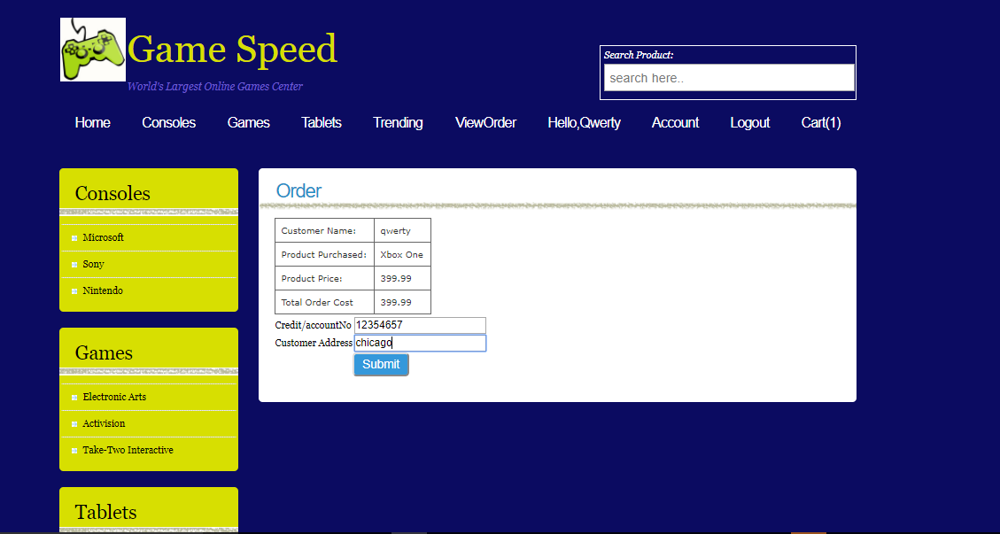 Game Speed
World's Largest Online Games Center
Search Product:
search here..
Home Consoles Games Tablets Trending ViewOrder Hello,Qwerty Account Logout Cart(1)
Consoles
Microsoft
Sony
Nintendo
Games
Electronic Arts
Activision
Take-Two Interactive
Tablets
Order
Customer Name: qwerty
Product Purchased: Xbox One
Product Price: 399.99
Total Order Cost 399.99
Credit/accountNo 12354657
Customer Address chicago
Submit